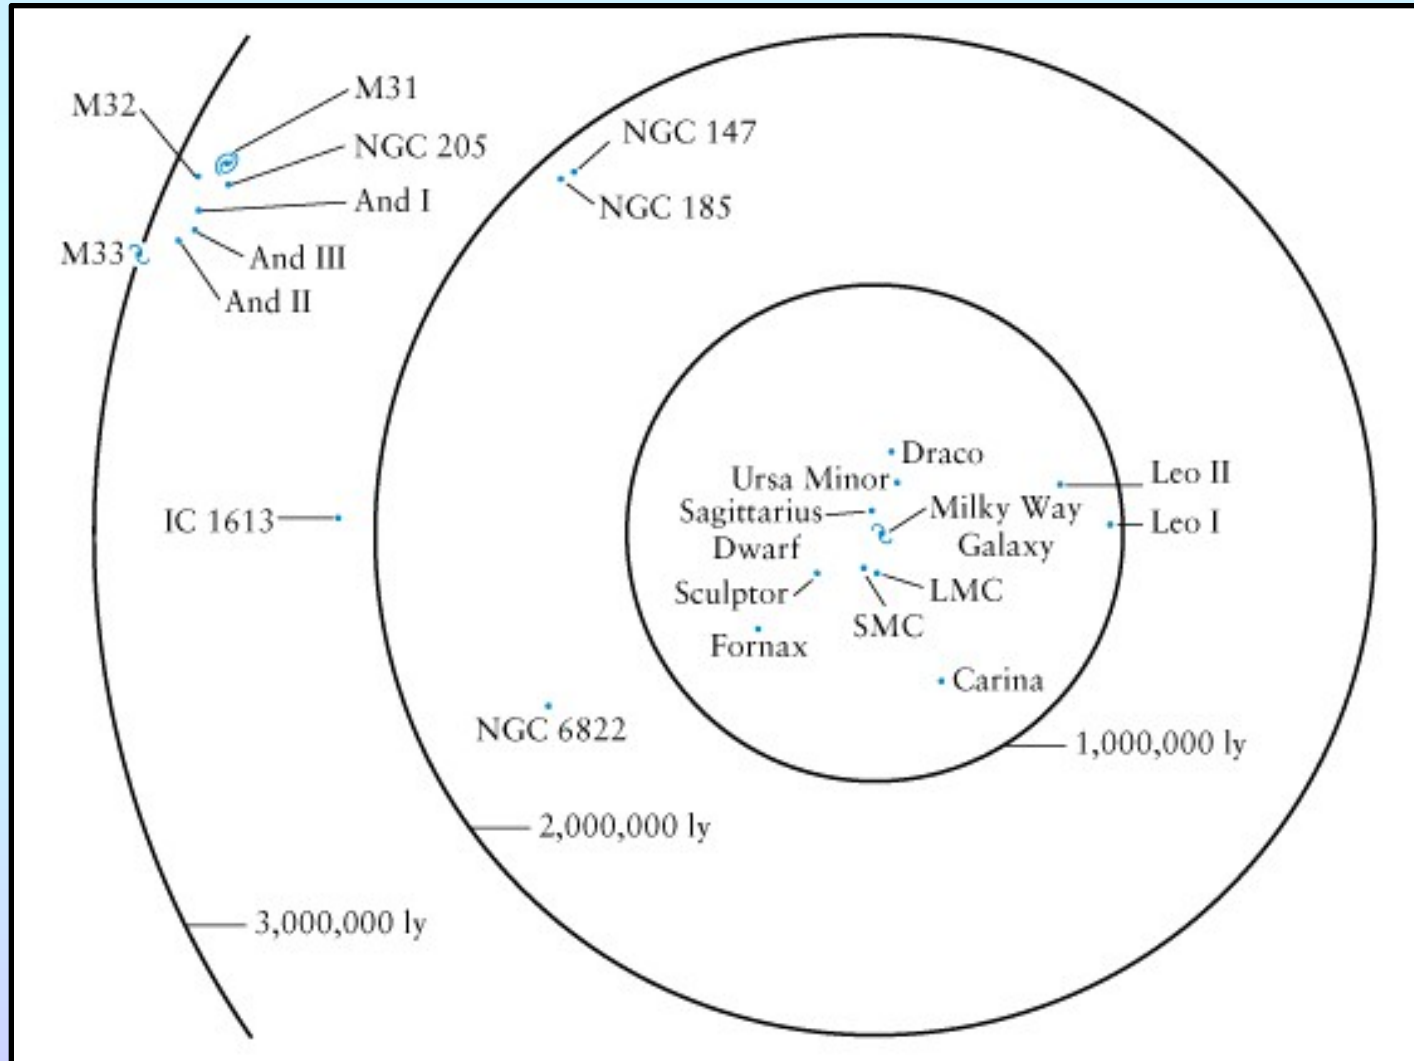 M32
M31
NGC 205
And I
M33
And III
And II
NGC 147
NGC 185
IC 1613
Draco
Ursa Minor
Sagittarius
Dwarf
Milky Way
Galaxy
Leo II
Leo I
Sculptor
LMC
SMC
Fornax
Carina
NGC 6822
1,000,000 ly
2,000,000 ly
3,000,000 ly